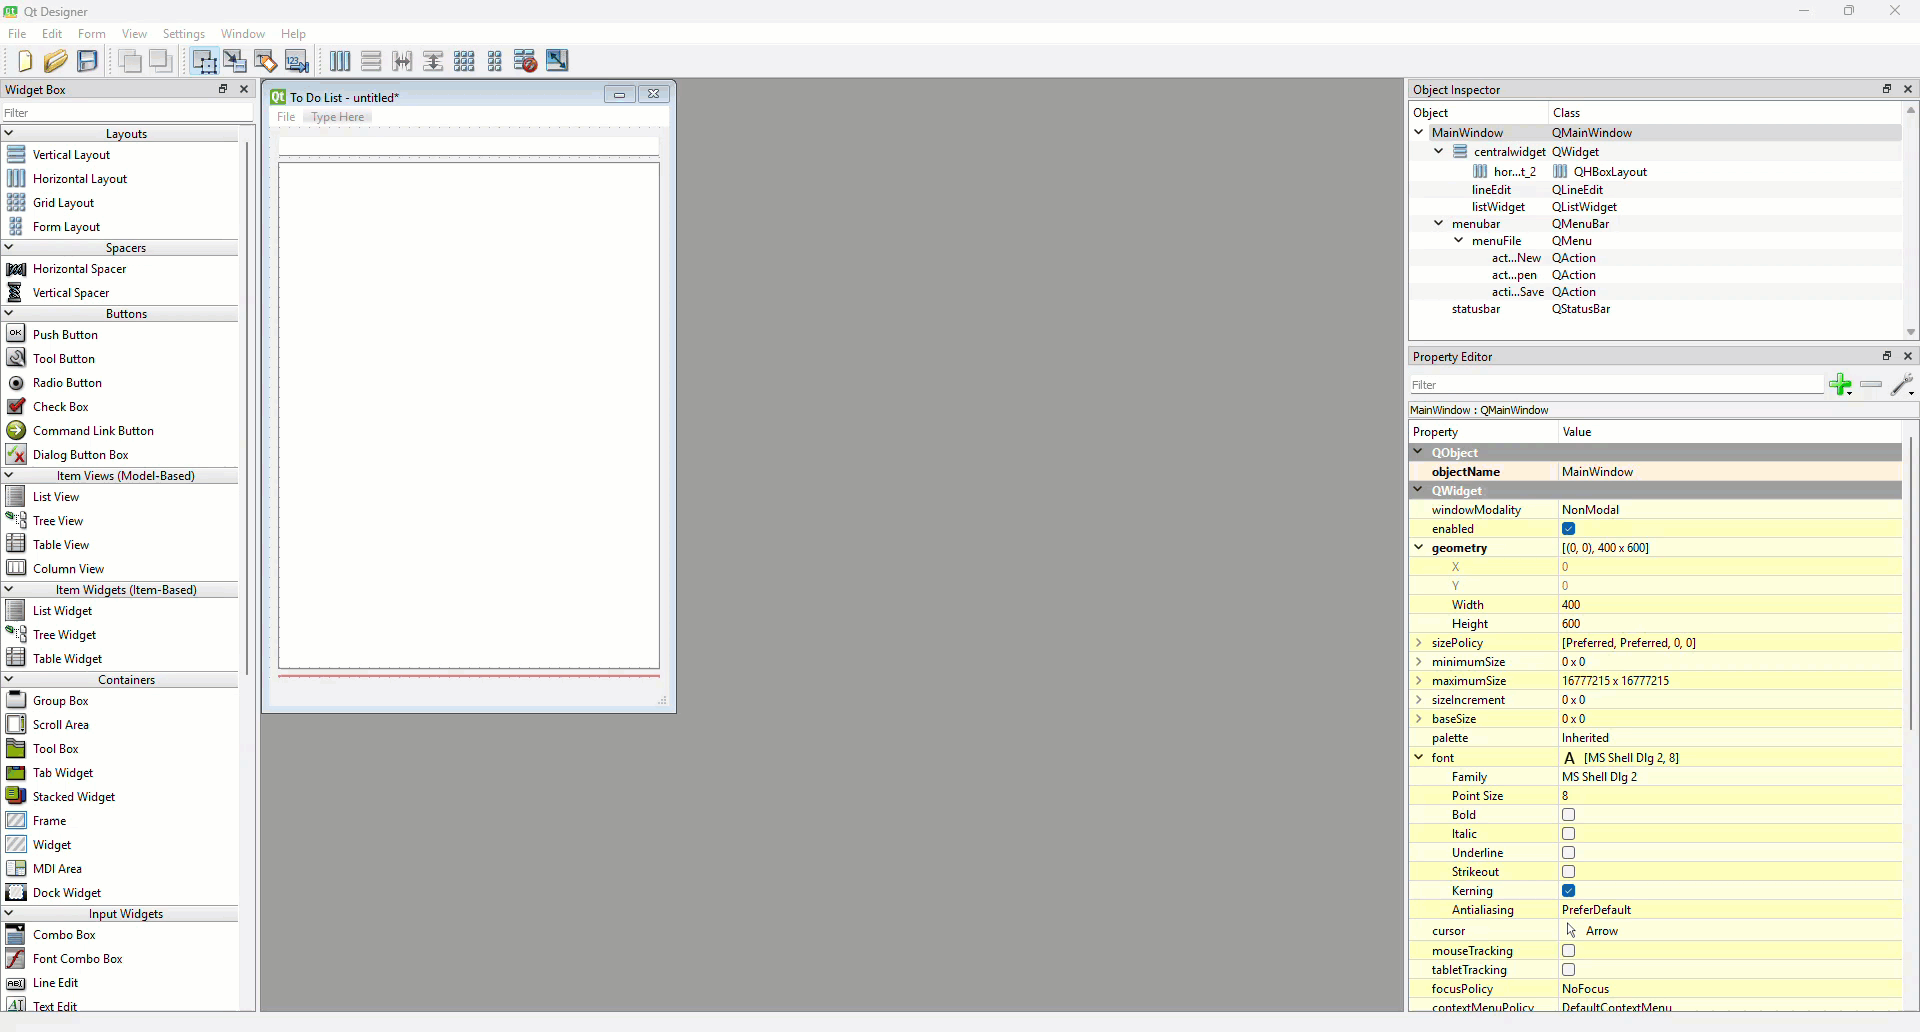 Qt Designer
File Edit Form View Settings Window Help
Widget Box
Filter
Layouts
Vertical Layout
Horizontal Layout
Grid Layout
Form Layout
Spacers
Horizontal Spacer
Vertical Spacer
Buttons
OK Push Button
Tool Button
Radio Button
Check Box
Command Link Button
Dialog Button Box
Item Views (Model-Based)
List View
Tree View
Table View
Column View
Item Widgets (Item-Based)
List Widget
Tree Widget
Table Widget
Containers
Group Box
Scroll Area
Tool Box
Tab Widget
Stacked Widget
Frame
Widget
MDI Area
Dock Widget
Input Widgets
Combo Box
Font Combo Box
Line Edit
Text Edit
To Do List - untitled*
File Type Here
Object Inspector
Object Class
MainWindow QMainWindow
centralwidget QWidget
hor...t_2 QHBoxLayout
lineEdit QLineEdit
listWidget QListWidget
menubar QMenuBar
menuFile QMenu
act...New QAction
act...pen QAction
acti...Save QAction
statusbar QStatusBar
Property Editor
Filter
MainWindow : QMainWindow
Property Value
QObject
objectName MainWindow
QWidget
windowModality NonModal
enabled
geometry [(0, 0), 400 x 600]
X 0
Y 0
Width 400
Height 600
sizePolicy [Preferred, Preferred, 0, 0]
minimumSize 0 x 0
maximumSize 16777215 x 16777215
sizeIncrement 0 x 0
baseSize 0 x 0
palette Inherited
font A [MS Shell Dlg 2, 8]
Family MS Shell Dlg 2
Point Size 8
Bold
Italic
Underline
Strikeout
Kerning
Antialiasing PreferDefault
cursor Arrow
mouseTracking
tabletTracking
focusPolicy NoFocus
contextMenuPolicy DefaultContextMenu